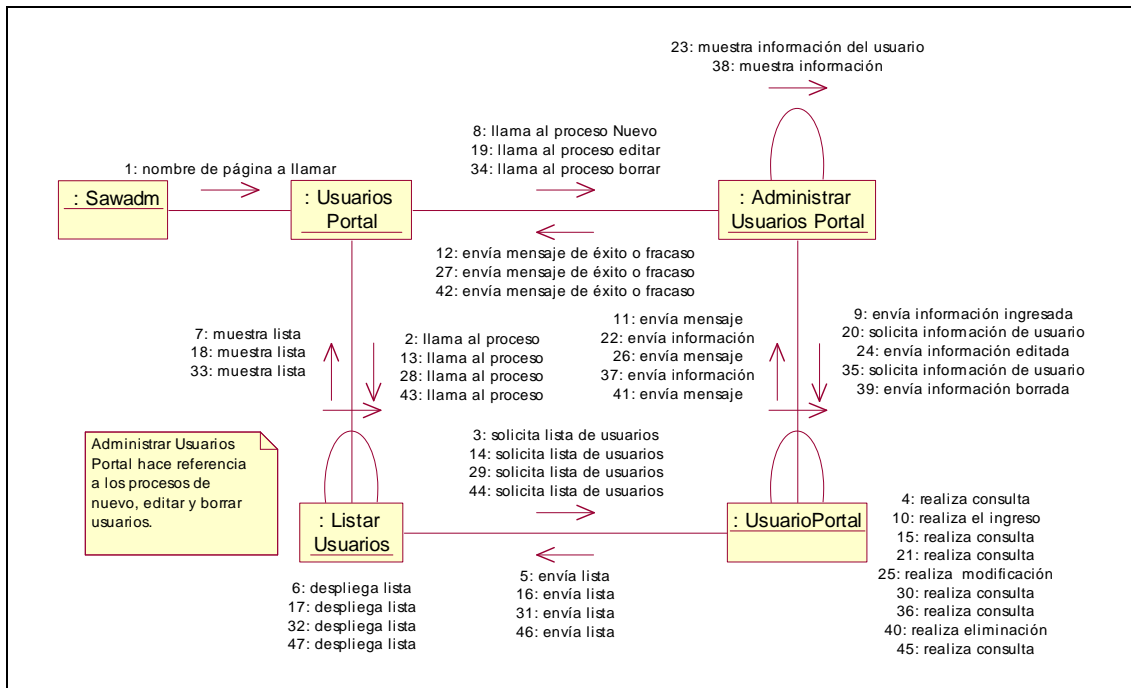 23: muestra información del usuario
38: muestra información
8: llama al proceso Nuevo
19: llama al proceso editar
34: llama al proceso borrar
1: nombre de página a llamar
: Sawadm
: Usuarios
Portal
: Administrar
Usuarios Portal
12: envía mensaje de éxito o fracaso
27: envía mensaje de éxito o fracaso
42: envía mensaje de éxito o fracaso
7: muestra lista
18: muestra lista
33: muestra lista
2: llama al proceso
13: llama al proceso
28: llama al proceso
43: llama al proceso
11: envía mensaje
22: envía información
26: envía mensaje
37: envía información
41: envía mensaje
9: envía información ingresada
20: solicita información de usuario
24: envía información editada
35: solicita información de usuario
39: envía información borrada
Administrar Usuarios
Portal hace referencia
a los procesos de
nuevo, editar y borrar
usuarios.
3: solicita lista de usuarios
14: solicita lista de usuarios
29: solicita lista de usuarios
44: solicita lista de usuarios
: Listar
Usuarios
: UsuarioPortal
5: envía lista
16: envía lista
31: envía lista
46: envía lista
6: despliega lista
17: despliega lista
32: despliega lista
47: despliega lista
4: realiza consulta
10: realiza el ingreso
15: realiza consulta
21: realiza consulta
25: realiza modificación
30: realiza consulta
36: realiza consulta
40: realiza eliminación
45: realiza consulta